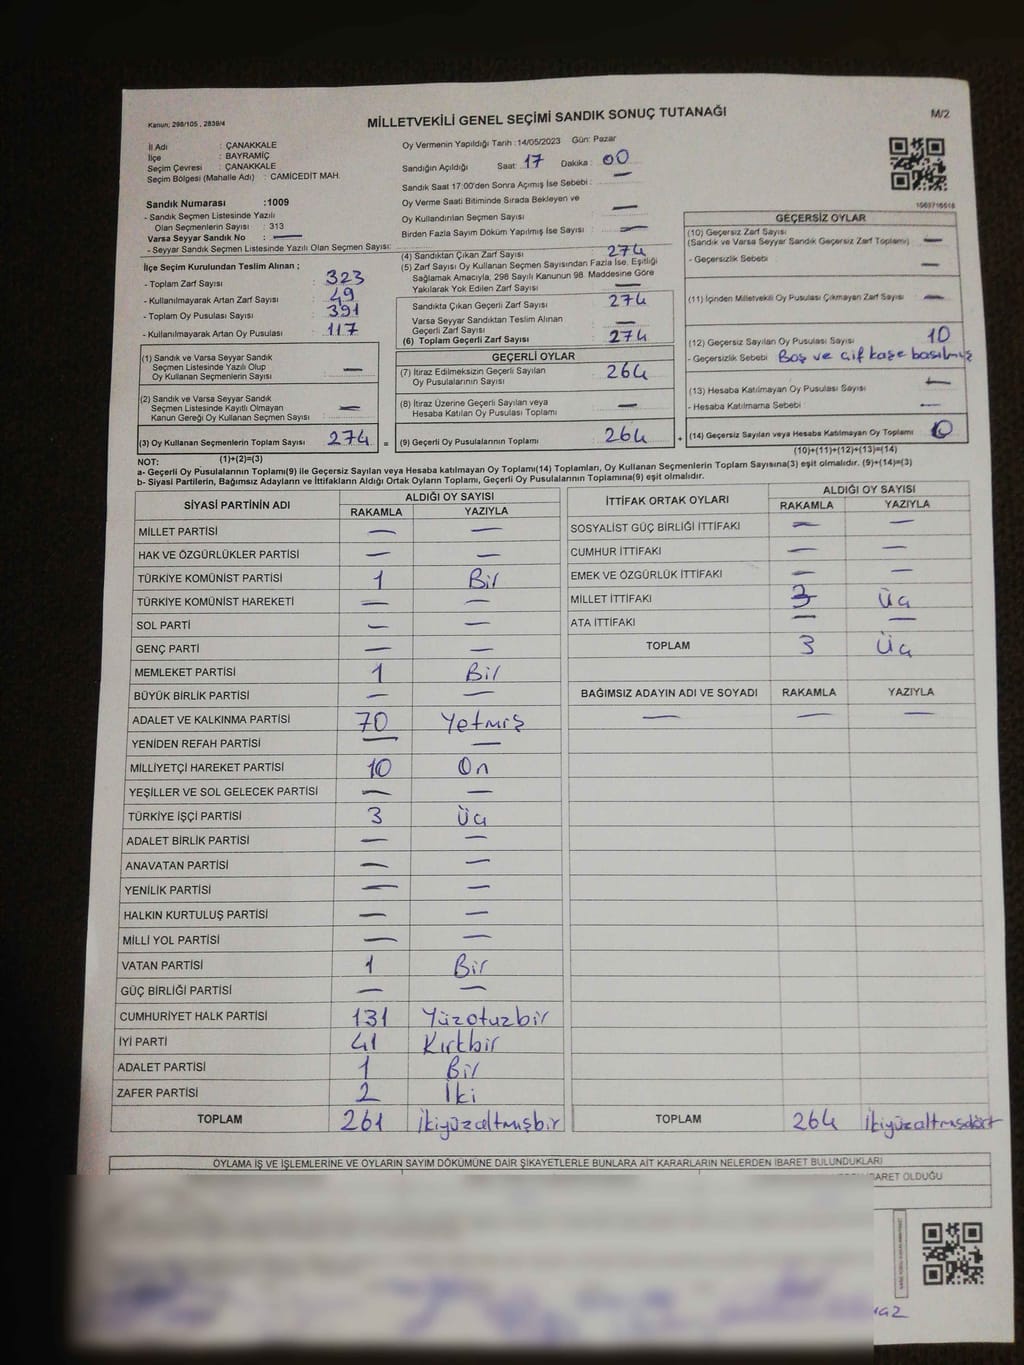 Kanun; 298/105 , 2839/4
MİLLETVEKİLİ GENEL SEÇİMİ SANDIK SONUÇ TUTANAĞI
M/2
İl Adı : ÇANAKKALE
İlçe : BAYRAMİÇ
Seçim Çevresi : ÇANAKKALE
Seçim Bölgesi (Mahalle Adı) : CAMİCEDİT MAH.
Sandık Numarası :1009
- Sandık Seçmen Listesinde Yazılı
Olan Seçmenlerin Sayısı : 313
Varsa Seyyar Sandık No : —
- Seyyar Sandık Seçmen Listesinde Yazılı Olan Seçmen Sayısı:
Oy Vermenin Yapıldığı Tarih :14/05/2023 Gün: Pazar
Sandığın Açıldığı Saat: 17 Dakika : 00
Sandık Saat 17:00'den Sonra Açımış İse Sebebi : —
Oy Verme Saati Bitiminde Sırada Bekleyen ve
Oy Kullandırılan Seçmen Sayısı —
Birden Fazla Sayım Döküm Yapılmış İse Sayısı : —
İlçe Seçim Kurulundan Teslim Alınan ;
- Toplam Zarf Sayısı : 323
- Kullanılmayarak Artan Zarf Sayısı : 49
- Toplam Oy Pusulası Sayısı : 391
- Kullanılmayarak Artan Oy Pusulası : 117
(1) Sandık ve Varsa Seyyar Sandık
Seçmen Listesinde Yazılı Olup
Oy Kullanan Seçmenlerin Sayısı : —
(2) Sandık ve Varsa Seyyar Sandık
Seçmen Listesinde Kayıtlı Olmayan
Kanun Gereği Oy Kullanan Seçmen Sayısı : —
(3) Oy Kullanan Seçmenlerin Toplam Sayısı : 274 =
(1)+(2)=(3)
(4) Sandıktan Çıkan Zarf Sayısı : 274
(5) Zarf Sayısı Oy Kullanan Seçmen Sayısından Fazla İse, Eşitliği
Sağlamak Amacıyla, 298 Sayılı Kanunun 98. Maddesine Göre
Yakılarak Yok Edilen Zarf Sayısı : —
Sandıkta Çıkan Geçerli Zarf Sayısı : 274
Varsa Seyyar Sandıktan Teslim Alınan
Geçerli Zarf Sayısı : —
(6) Toplam Geçerli Zarf Sayısı : 274
GEÇERLİ OYLAR
(7) İtiraz Edilmeksizin Geçerli Sayılan
Oy Pusulalarının Sayısı : 264
(8) İtiraz Üzerine Geçerli Sayılan veya
Hesaba Katılan Oy Pusulası Toplamı : —
(9) Geçerli Oy Pusulalarının Toplamı : 264 +
1063716518
GEÇERSİZ OYLAR
(10) Geçersiz Zarf Sayısı
(Sandık ve Varsa Seyyar Sandık Geçersiz Zarf Toplamı) : —
- Geçersizlik Sebebi : —
(11) İçinden Milletvekili Oy Pusulası Çıkmayan Zarf Sayısı : —
(12) Geçersiz Sayılan Oy Pusulası Sayısı : 10
- Geçersizlik Sebebi : Boş ve çif kaşe basılmış
(13) Hesaba Katılmayan Oy Pusulası Sayısı : —
- Hesaba Katılmama Sebebi : —
(14) Geçersiz Sayılan veya Hesaba Katılmayan Oy Toplamı
(10)+(11)+(12)+(13)=(14)
NOT:
a- Geçerli Oy Pusulalarının Toplamı(9) ile Geçersiz Sayılan veya Hesaba katılmayan Oy Toplamı(14) Toplamları, Oy Kullanan Seçmenlerin Toplam Sayısına(3) eşit olmalıdır. (9)+(14)=(3)
b- Siyasi Partilerin, Bağımsız Adayların ve İttifakların Aldığı Ortak Oyların Toplamı, Geçerli Oy Pusulalarının Toplamına(9) eşit olmalıdır.
SİYASİ PARTİNİN ADI ALDIĞI OY SAYISI
RAKAMLA YAZIYLA
MİLLET PARTİSİ — —
HAK VE ÖZGÜRLÜKLER PARTİSİ — —
TÜRKİYE KOMÜNİST PARTİSİ 1 Bir
TÜRKİYE KOMÜNİST HAREKETİ — —
SOL PARTİ — —
GENÇ PARTİ — —
MEMLEKET PARTİSİ 1 Bir
BÜYÜK BİRLİK PARTİSİ — —
ADALET VE KALKINMA PARTİSİ 70 Yetmiş
YENİDEN REFAH PARTİSİ — —
MİLLİYETÇİ HAREKET PARTİSİ 10 On
YEŞİLLER VE SOL GELECEK PARTİSİ — —
TÜRKİYE İŞÇİ PARTİSİ 3 Üç
ADALET BİRLİK PARTİSİ — —
ANAVATAN PARTİSİ — —
YENİLİK PARTİSİ — —
HALKIN KURTULUŞ PARTİSİ — —
MİLLİ YOL PARTİSİ — —
VATAN PARTİSİ 1 Bir
GÜÇ BİRLİĞİ PARTİSİ — —
CUMHURİYET HALK PARTİSİ 131 Yüzotuzbir
İYİ PARTİ 41 Kırkbir
ADALET PARTİSİ 1 Bir
ZAFER PARTİSİ 2 İki
TOPLAM 261 İkiyüzaltmışbir
İTTİFAK ORTAK OYLARI ALDIĞI OY SAYISI
RAKAMLA YAZIYLA
SOSYALİST GÜÇ BİRLİĞİ İTTİFAKI — —
CUMHUR İTTİFAKI — —
EMEK VE ÖZGÜRLÜK İTTİFAKI — —
MİLLET İTTİFAKI 3 Üç
ATA İTTİFAKI — —
TOPLAM 3 Üç
BAĞIMSIZ ADAYIN ADI VE SOYADI RAKAMLA YAZIYLA
— — —
TOPLAM 264 İkiyüzaltmışdört
OYLAMA İŞ VE İŞLEMLERİNE VE OYLARIN SAYIM DÖKÜMÜNE DAİR ŞİKAYETLERLE BUNLARA AİT KARARLARIN NELERDEN İBARET BULUNDUKLARI
BARET OLDUĞU